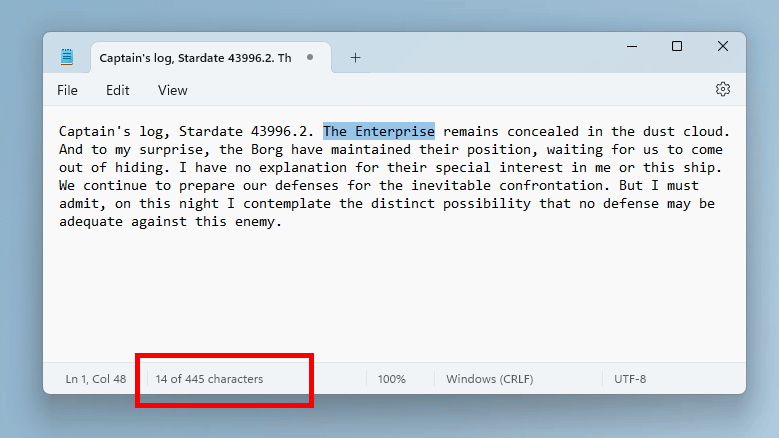 Captain's log, Stardate 43996.2. Th
File Edit View
Captain's log, Stardate 43996.2. The Enterprise remains concealed in the dust cloud.
And to my surprise, the Borg have maintained their position, waiting for us to come
out of hiding. I have no explanation for their special interest in me or this ship.
We continue to prepare our defenses for the inevitable confrontation. But I must
admit, on this night I contemplate the distinct possibility that no defense may be
adequate against this enemy.
Ln 1, Col 48 14 of 445 characters 100% Windows (CRLF) UTF-8